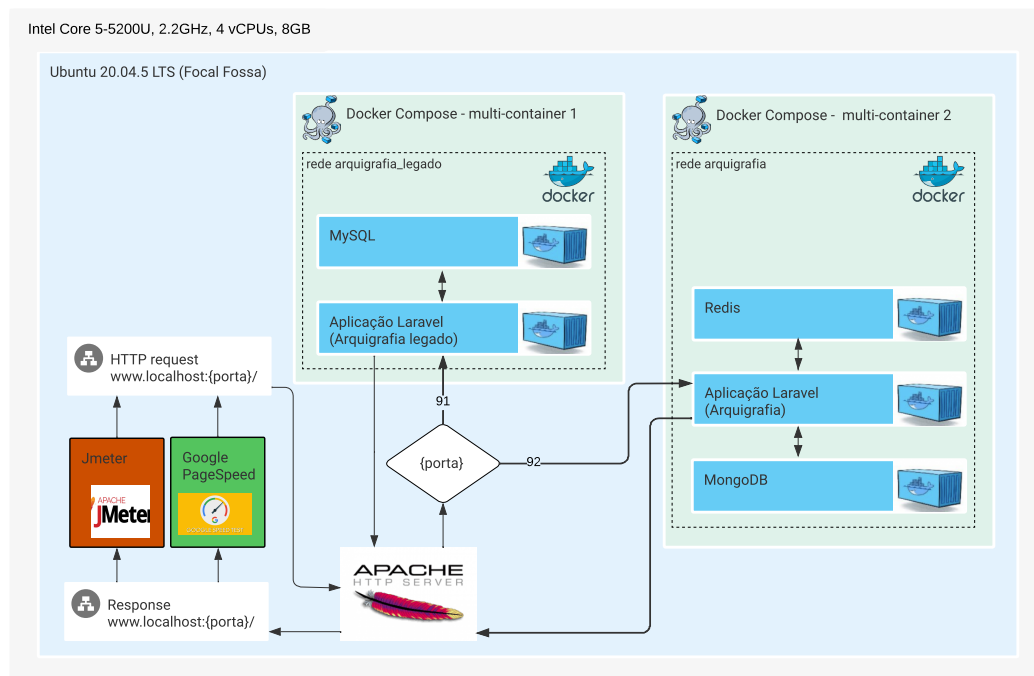 Intel Core 5-5200U, 2.2GHz, 4 vCPUs, 8GB
Ubuntu 20.04.5 LTS (Focal Fossa)
Docker Compose - multi-container 1
rede arquigrafia_legado
docker
MySQL
Aplicação Laravel
(Arquigrafia legado)
Docker Compose - multi-container 2
rede arquigrafia
docker
Redis
Aplicação Laravel
(Arquigrafia)
MongoDB
HTTP request
www.localhost:{porta}/
91
{porta}
92
Jmeter
APACHE
JMeter
Google
PageSpeed
G
APACHE
HTTP SERVER
Response
www.localhost:{porta}/